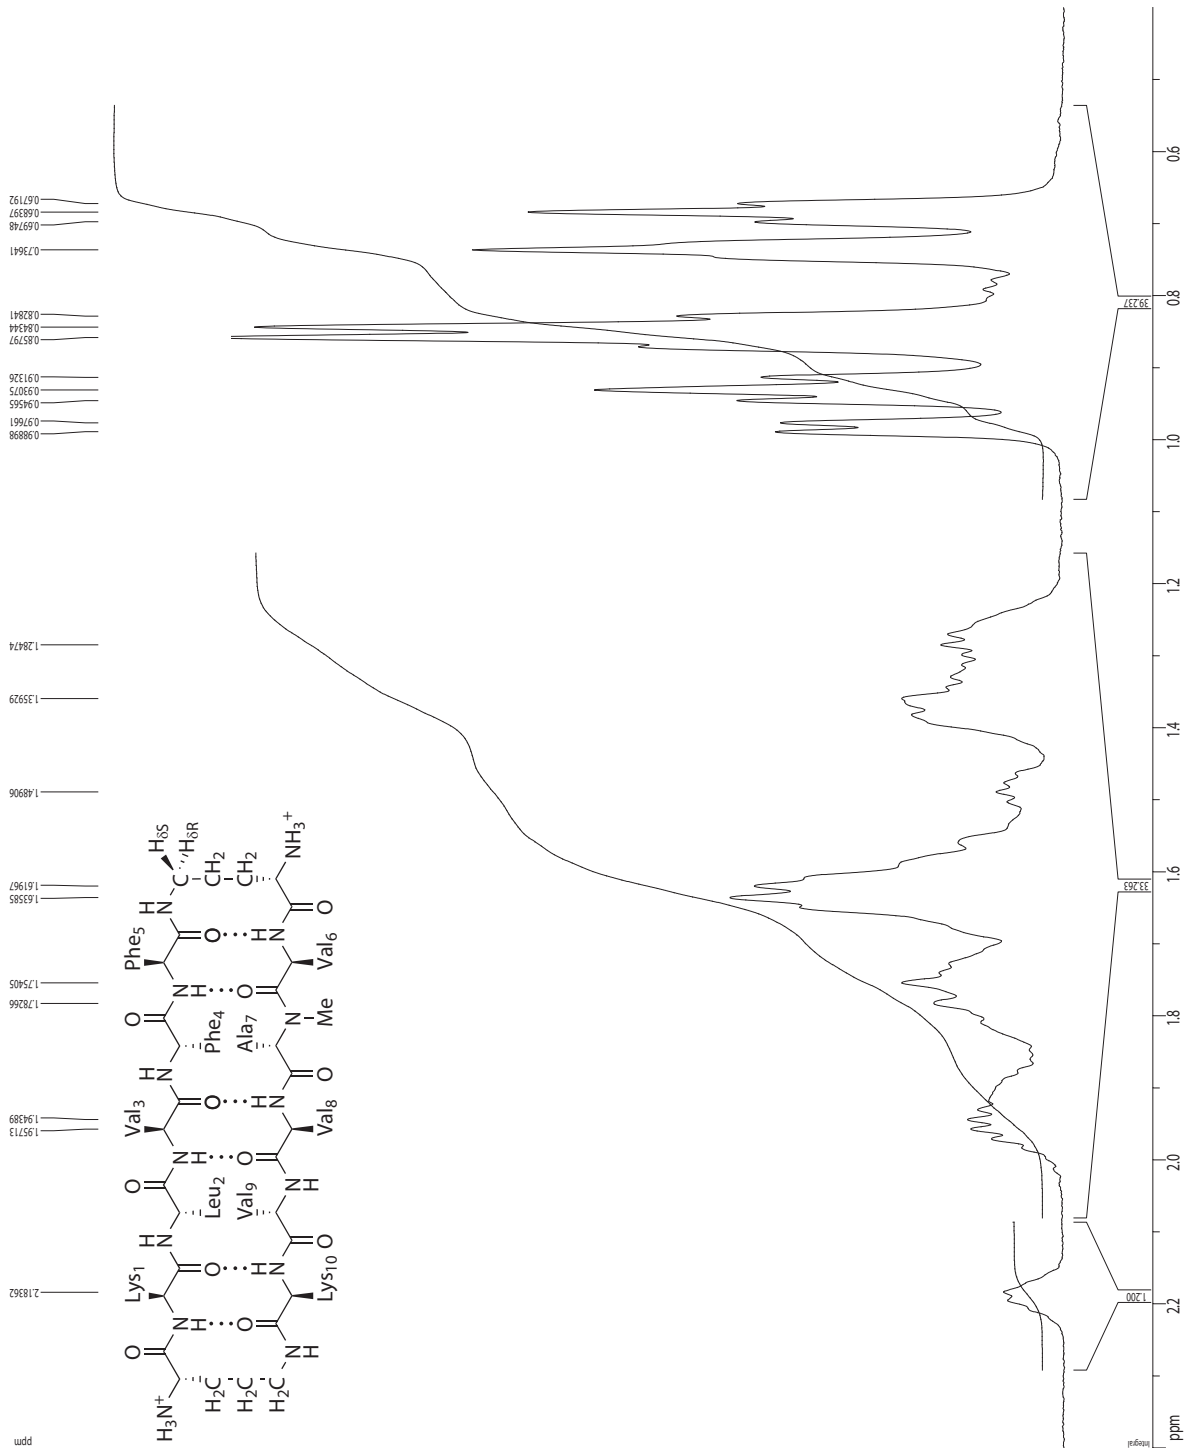 ppm
2.18362
1.95713
1.94389
1.78266
1.75405
1.63585
1.61967
1.48906
1.35929
1.28474
0.98898
0.97661
0.94565
0.93075
0.91326
0.85797
0.84344
0.82841
0.73641
0.69748
0.68397
0.67192
H₃N⁺
O
Lys₁
O
Val₃
O
Phe₅
HδS
HδR
C
H₂C
H₂C
H₂C
N
H
H
N
Leu₂
N
H
H
N
Phe₄
N
H
H
N
CH₂
CH₂
O
H
O
H
O
H
O
H
O
H
O
H
O
NH₃⁺
N
H
N
Val₉
N
H
N
Ala₇
N
Me
N
Lys₁₀
O
Val₈
O
Val₆
O
Integral
1.200
33.263
39.237
ppm
2.2
2.0
1.8
1.6
1.4
1.2
1.0
0.8
0.6